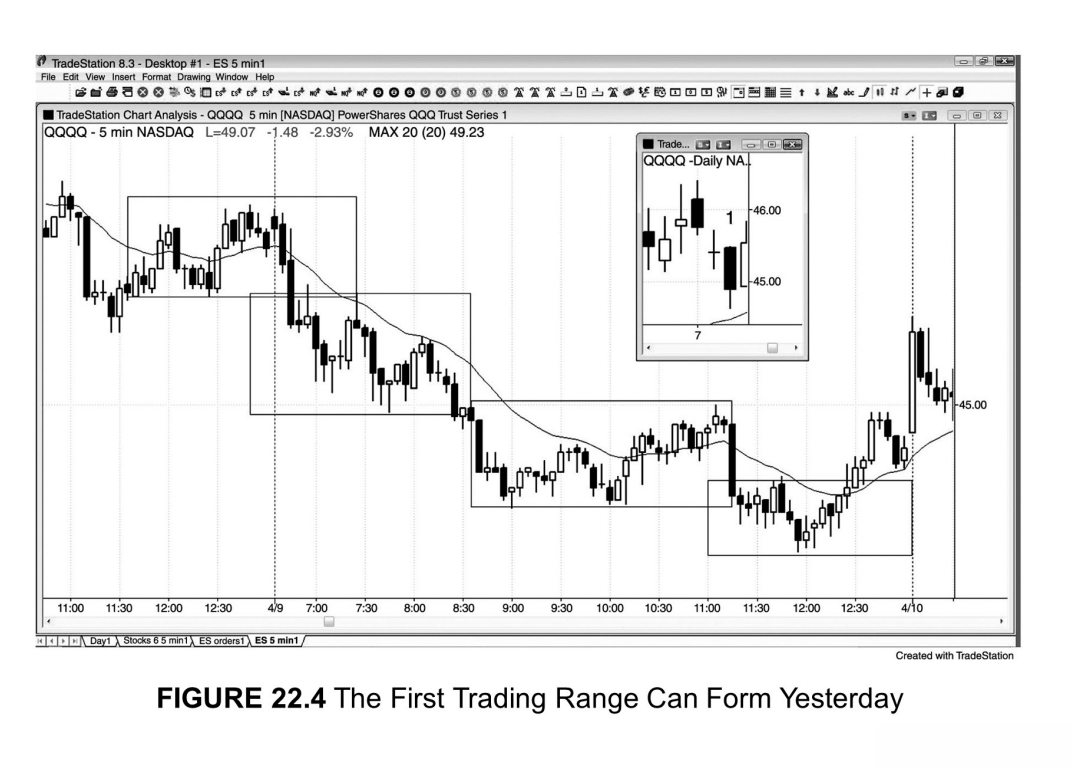 TradeStation 8.3 - Desktop #1 - ES 5 min1
File Edit View Insert Format Drawing Window Help
TradeStation Chart Analysis - QQQQ 5 min [NASDAQ] PowerShares QQQ Trust Series 1
QQQQ - 5 min NASDAQ L=49.07 -1.48 -2.93% MAX 20 (20) 49.23
Trade...
QQQQ -Daily NA..
46.00
1
45.00
7
45.00
11:00 11:30 12:00 12:30 4/9 7:00 7:30 8:00 8:30 9:00 9:30 10:00 10:30 11:00 11:30 12:00 12:30 4/10
Day1 Stocks 6 5 min1 ES orders1 ES 5 min1
Created with TradeStation
FIGURE 22.4 The First Trading Range Can Form Yesterday